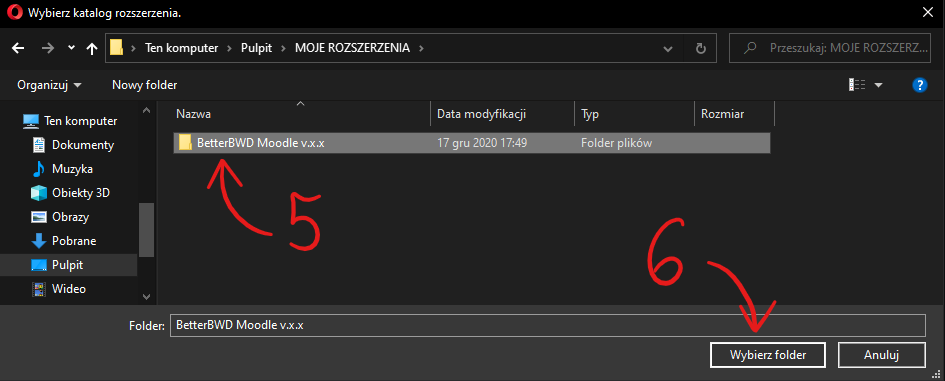 Wybierz katalog rozszerzenia.
Ten komputer Pulpit MOJE ROZSZERZENIA
Przeszukaj: MOJE ROZSZERZ...
Organizuj Nowy folder
Nazwa Data modyfikacji Typ Rozmiar
Ten komputer
BetterBWD Moodle v.x.x 17 gru 2020 17:49 Folder plików
Dokumenty
Muzyka
Obiekty 3D
Obrazy
Pobrane
Pulpit
Wideo
5
6
Folder: BetterBWD Moodle v.x.x
Wybierz folder Anuluj